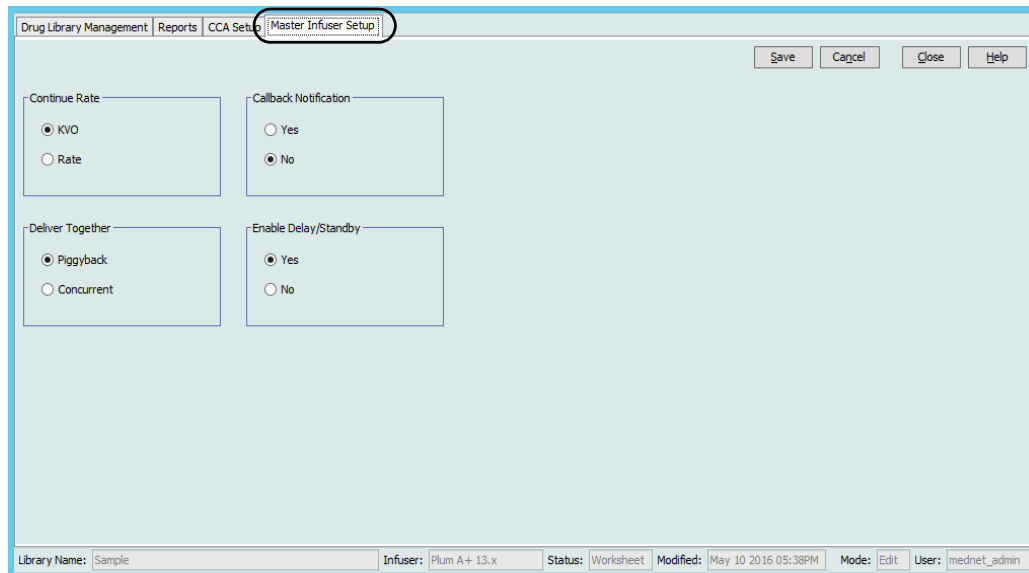 Drug Library Management Reports CCA Setup Master Infuser Setup
Save Cancel Close Help
Continue Rate Callback Notification
KVO Yes
Rate No
Deliver Together Enable Delay/Standby
Piggyback Yes
Concurrent No
Library Name: Sample Infuser: Plum A+ 13.x Status: Worksheet Modified: May 10 2016 05:38PM Mode: Edit User: mednet_admin